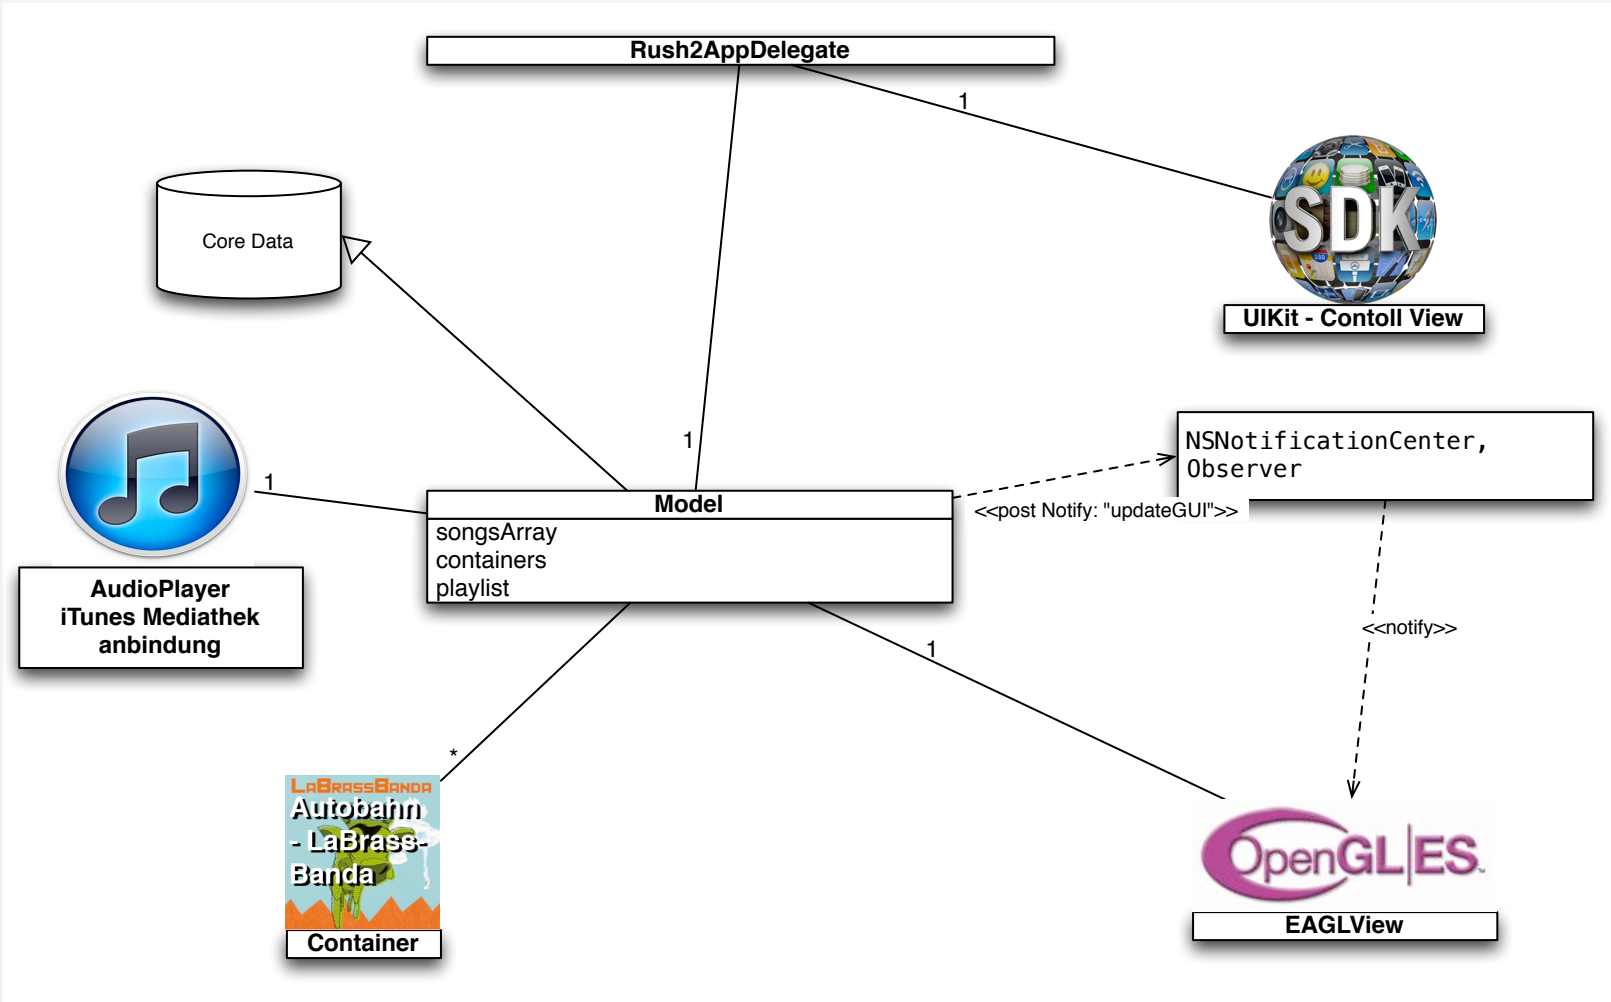 Rush2AppDelegate
1
SDK
UIKit - Contoll View
Core Data
1
1
AudioPlayer
iTunes Mediathek
anbindung
Model
songsArray
containers
playlist
NSNotificationCenter,
Observer
<<post Notify: "updateGUI">>
<<notify>>
1
*
LABRASSBANDA
Autobahn
- LaBrass-
Banda
Container
OpenGL|ES
EAGLView